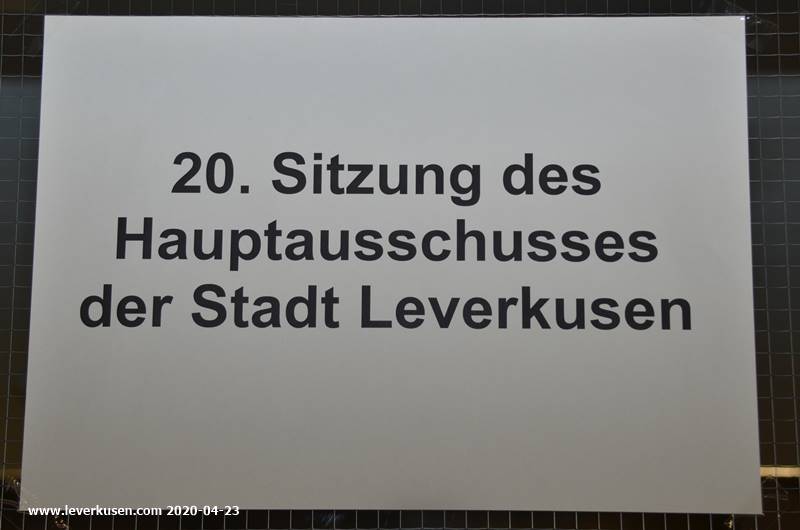 20. Sitzung des
Hauptausschusses
der Stadt Leverkusen
www.leverkusen.com 2020-04-23